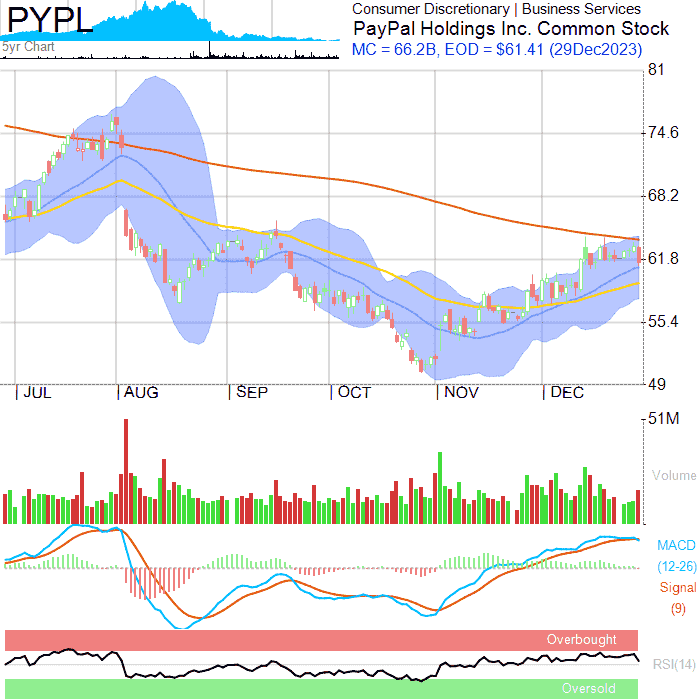 PYPL
5yr Chart
Consumer Discretionary | Business Services
PayPal Holdings Inc. Common Stock
MC = 66.2B, EOD = $61.41 (29Dec2023)
81
74.6
68.2
61.8
55.4
49
| JUL | AUG | SEP | OCT | NOV | DEC
51M
Volume
MACD
(12-26)
Signal
(9)
Overbought
RSI(14)
Oversold